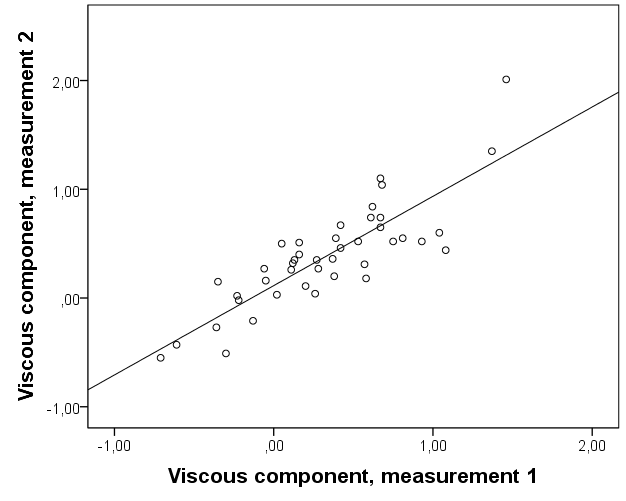 Viscous component, measurement 2
2,00
1,00
,00
-1,00
-1,00 ,00 1,00 2,00
Viscous component, measurement 1